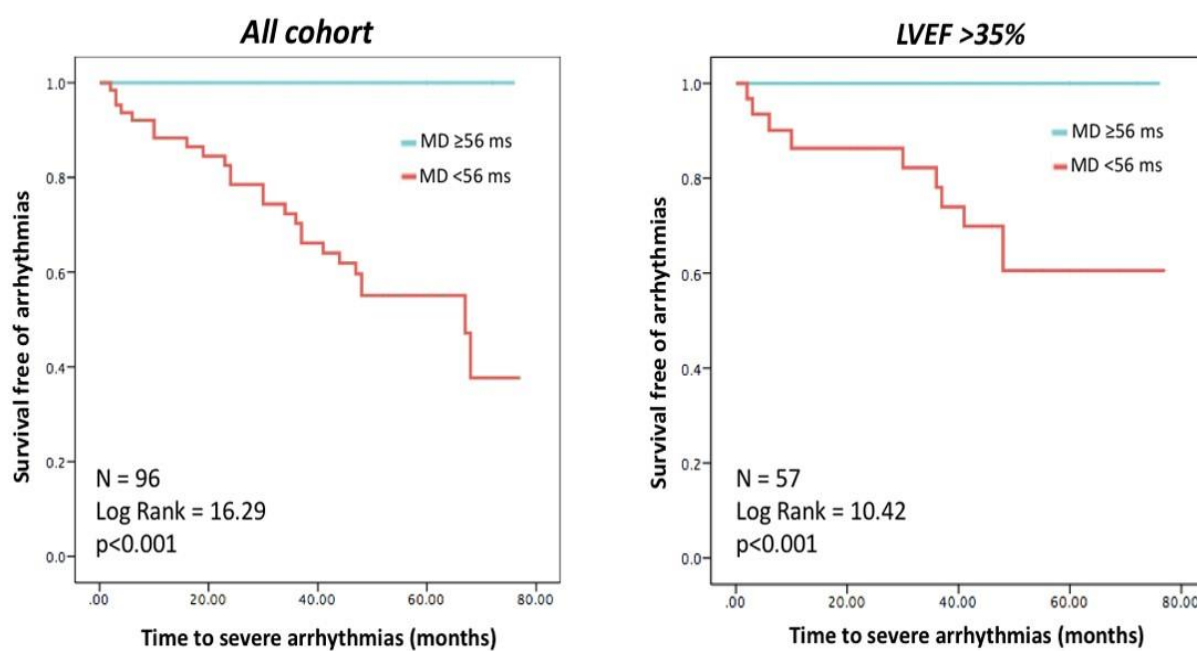 All cohort
Survival free of arrhythmias
1.0
0.8
0.6
0.4
0.2
0.0
MD ≥56 ms
MD <56 ms
N = 96
Log Rank = 16.29
p<0.001
.00 20.00 40.00 60.00 80.00
Time to severe arrhythmias (months)
LVEF >35%
Survival free of arrhythmias
1.0
0.8
0.6
0.4
0.2
0.0
MD ≥56 ms
MD <56 ms
N = 57
Log Rank = 10.42
p<0.001
.00 20.00 40.00 60.00 80.00
Time to severe arrhythmias (months)